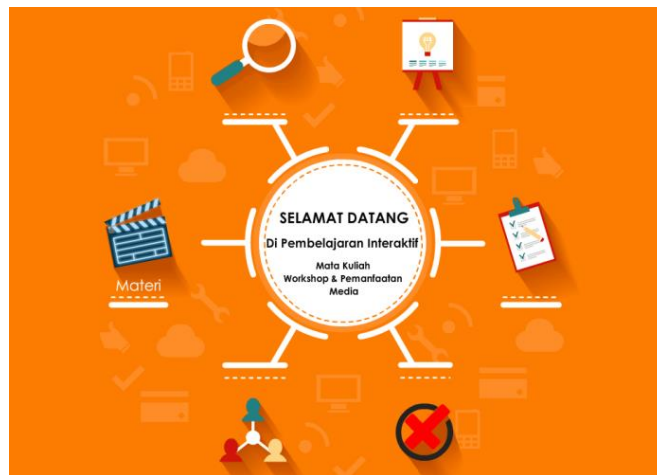 SELAMAT DATANG
Di Pembelajaran Interaktif
Mata Kuliah
Workshop & Pemanfaatan
Media
Materi